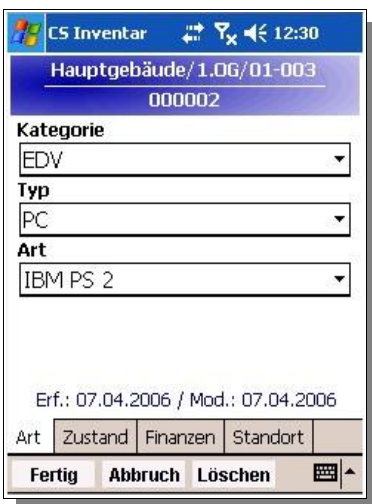 CS Inventar 12:30
Hauptgebäude/1.OG/01-003
000002
Kategorie
EDV
Typ
PC
Art
IBM PS 2
Erf.: 07.04.2006 / Mod.: 07.04.2006
Art Zustand Finanzen Standort
Fertig Abbruch Löschen